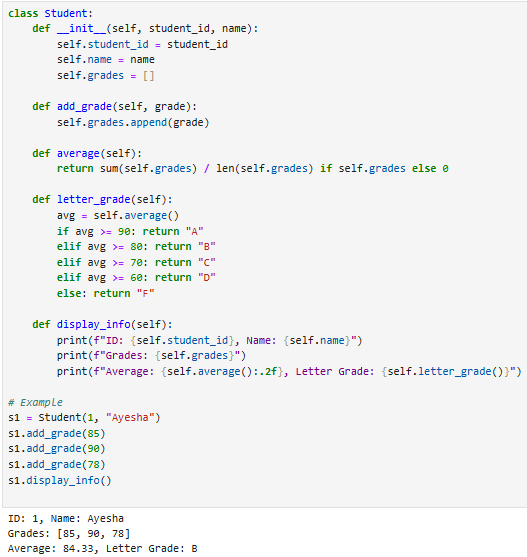 class Student:
    def __init__(self, student_id, name):
        self.student_id = student_id
        self.name = name
        self.grades = []

    def add_grade(self, grade):
        self.grades.append(grade)

    def average(self):
        return sum(self.grades) / len(self.grades) if self.grades else 0

    def letter_grade(self):
        avg = self.average()
        if avg >= 90: return "A"
        elif avg >= 80: return "B"
        elif avg >= 70: return "C"
        elif avg >= 60: return "D"
        else: return "F"

    def display_info(self):
        print(f"ID: {self.student_id}, Name: {self.name}")
        print(f"Grades: {self.grades}")
        print(f"Average: {self.average():.2f}, Letter Grade: {self.letter_grade()}")

# Example
s1 = Student(1, "Ayesha")
s1.add_grade(85)
s1.add_grade(90)
s1.add_grade(78)
s1.display_info()

ID: 1, Name: Ayesha
Grades: [85, 90, 78]
Average: 84.33, Letter Grade: B